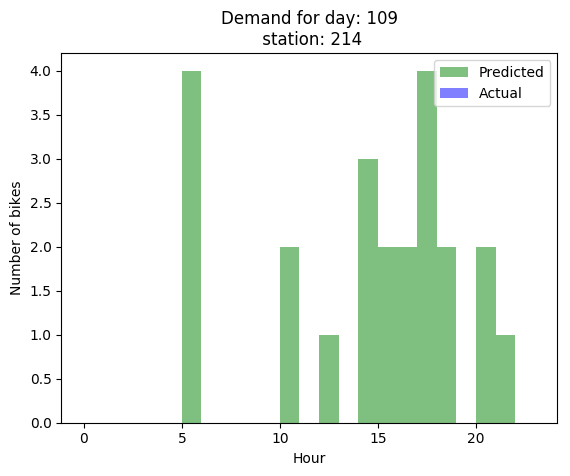 Demand for day: 109
station: 214
Predicted
Actual
4.0
3.5
3.0
2.5
2.0
1.5
1.0
0.5
0.0
Number of bikes
0 5 10 15 20
Hour